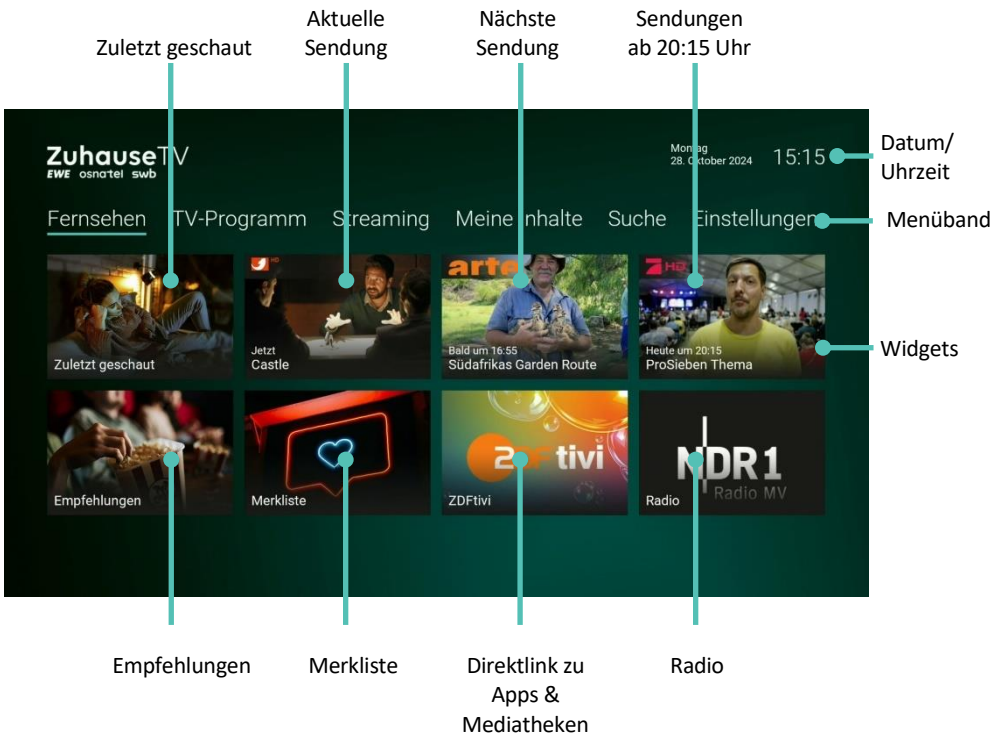 Zuletzt geschaut
Aktuelle
Sendung
Nächste
Sendung
Sendungen
ab 20:15 Uhr
ZuhauseTV
EWE osnatel swb
Montag
28. Oktober 2024
15:15
Datum/
Uhrzeit
Fernsehen TV-Programm Streaming Meine Inhalte Suche Einstellungen
Menüband
Zuletzt geschaut
HD
Jetzt
Castle
arte
Bald um 16:55
Südafrikas Garden Route
HD
Heute um 20:15
ProSieben Thema
Widgets
Empfehlungen
Merkliste
ZDFtivi
ZDFtivi
NDR 1
Radio MV
Radio
Empfehlungen
Merkliste
Direktlink zu
Apps &
Mediatheken
Radio